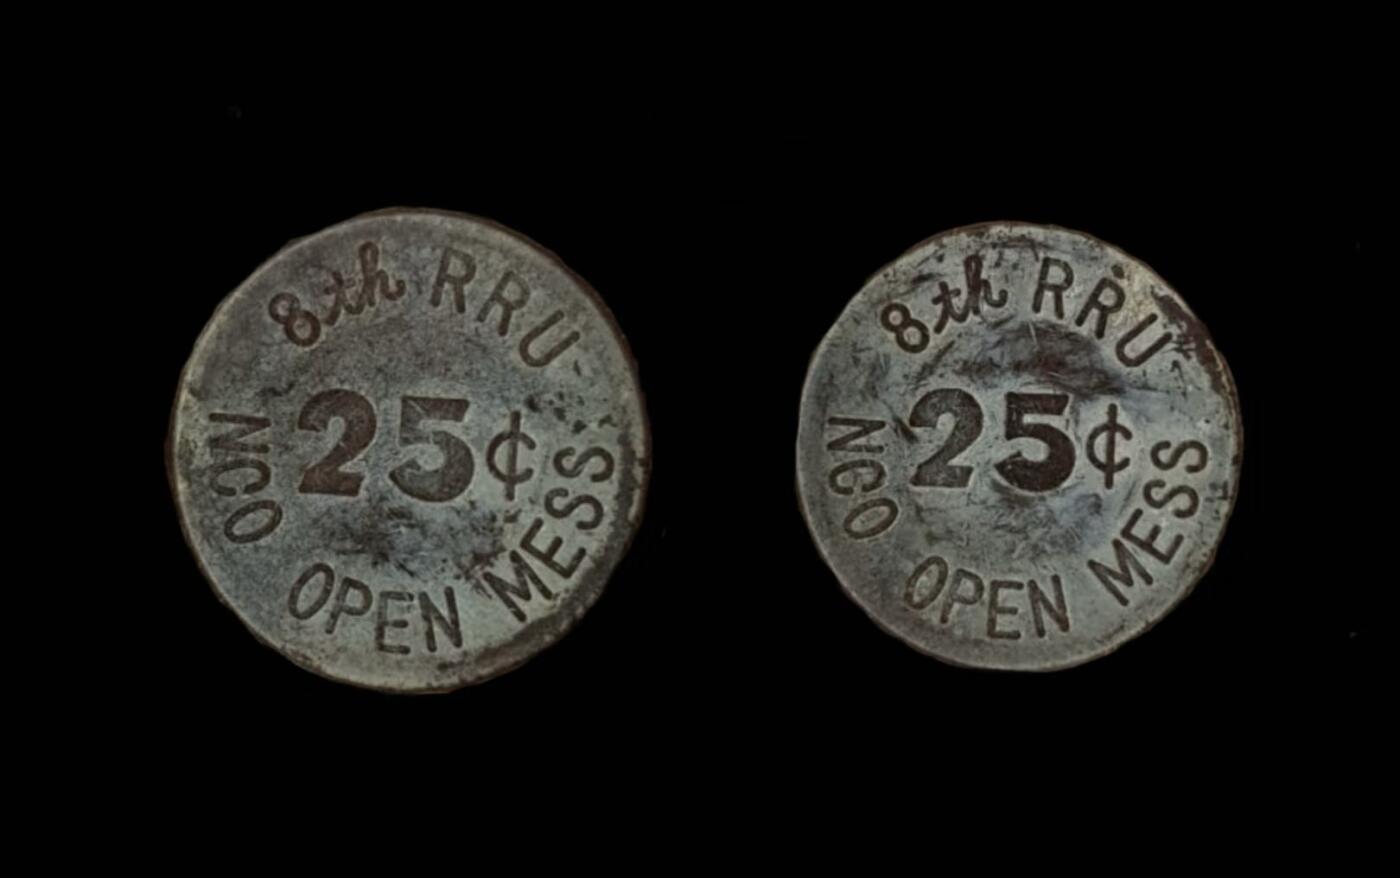 8th RRU
25¢
NCO OPEN MESS
8th RRU
25¢
NCO OPEN MESS